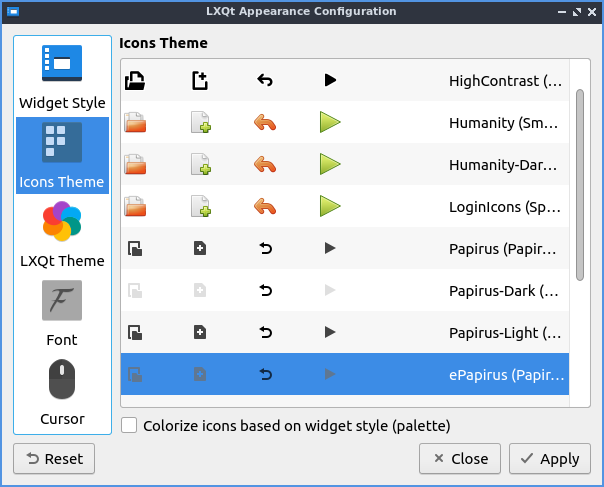 LXQt Appearance Configuration
Widget Style
Icons Theme
LXQt Theme
Font
Cursor
Icons Theme
HighContrast (...
Humanity (Sm...
Humanity-Dar...
LoginIcons (Sp...
Papirus (Papir...
Papirus-Dark (...
Papirus-Light (...
ePapirus (Papir...
Colorize icons based on widget style (palette)
Reset
Close
Apply